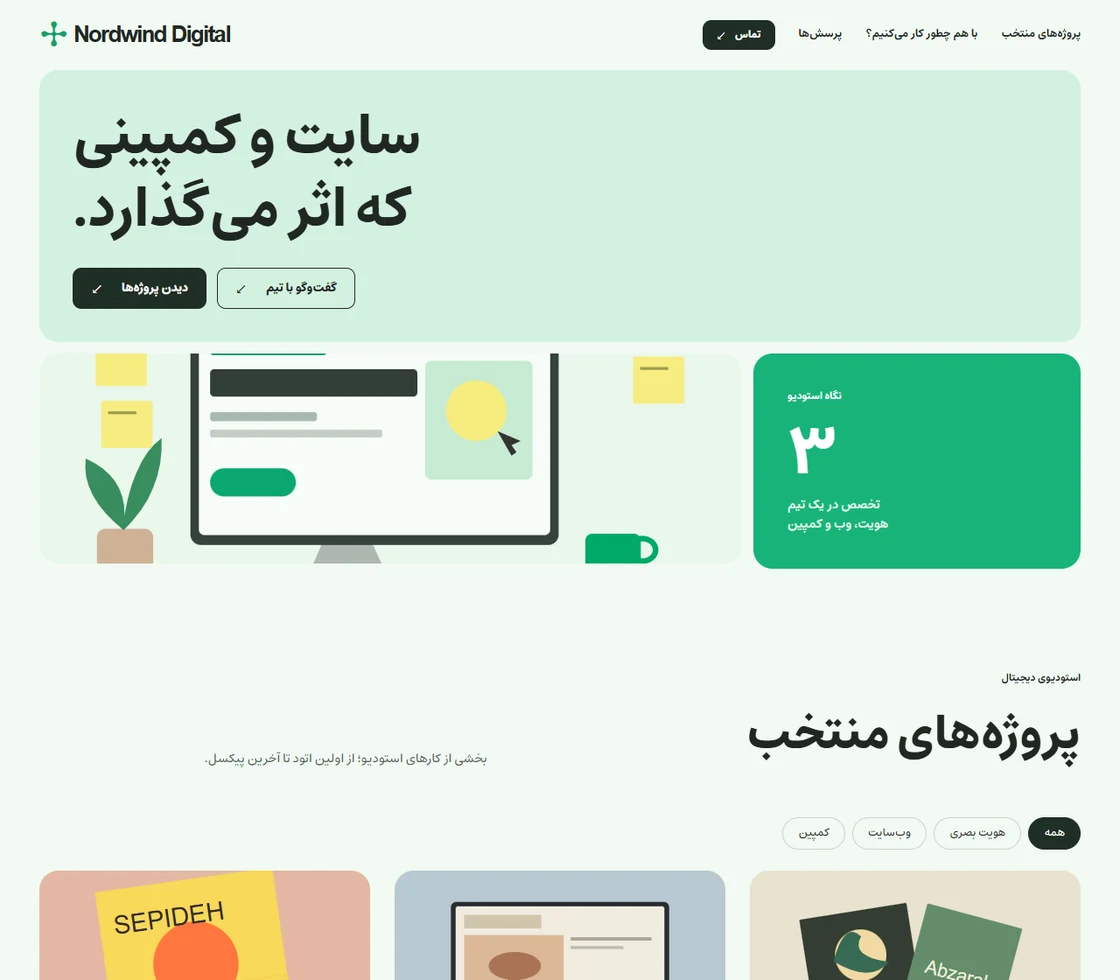 Nordwind Digital
پروژه‌های منتخب
با هم چطور کار می‌کنیم؟
پرسش‌ها
تماس ↙
سایت و کمپینی
که اثر می‌گذارد.
دیدن پروژه‌ها ↙
گفت‌وگو با تیم ↙
نگاه استودیو
۳
تخصص در یک تیم
هویت، وب و کمپین
استودیوی دیجیتال
پروژه‌های منتخب
بخشی از کارهای استودیو؛ از اولین اتود تا آخرین پیکسل.
همه
هویت بصری
وب‌سایت
کمپین
SEPIDEH